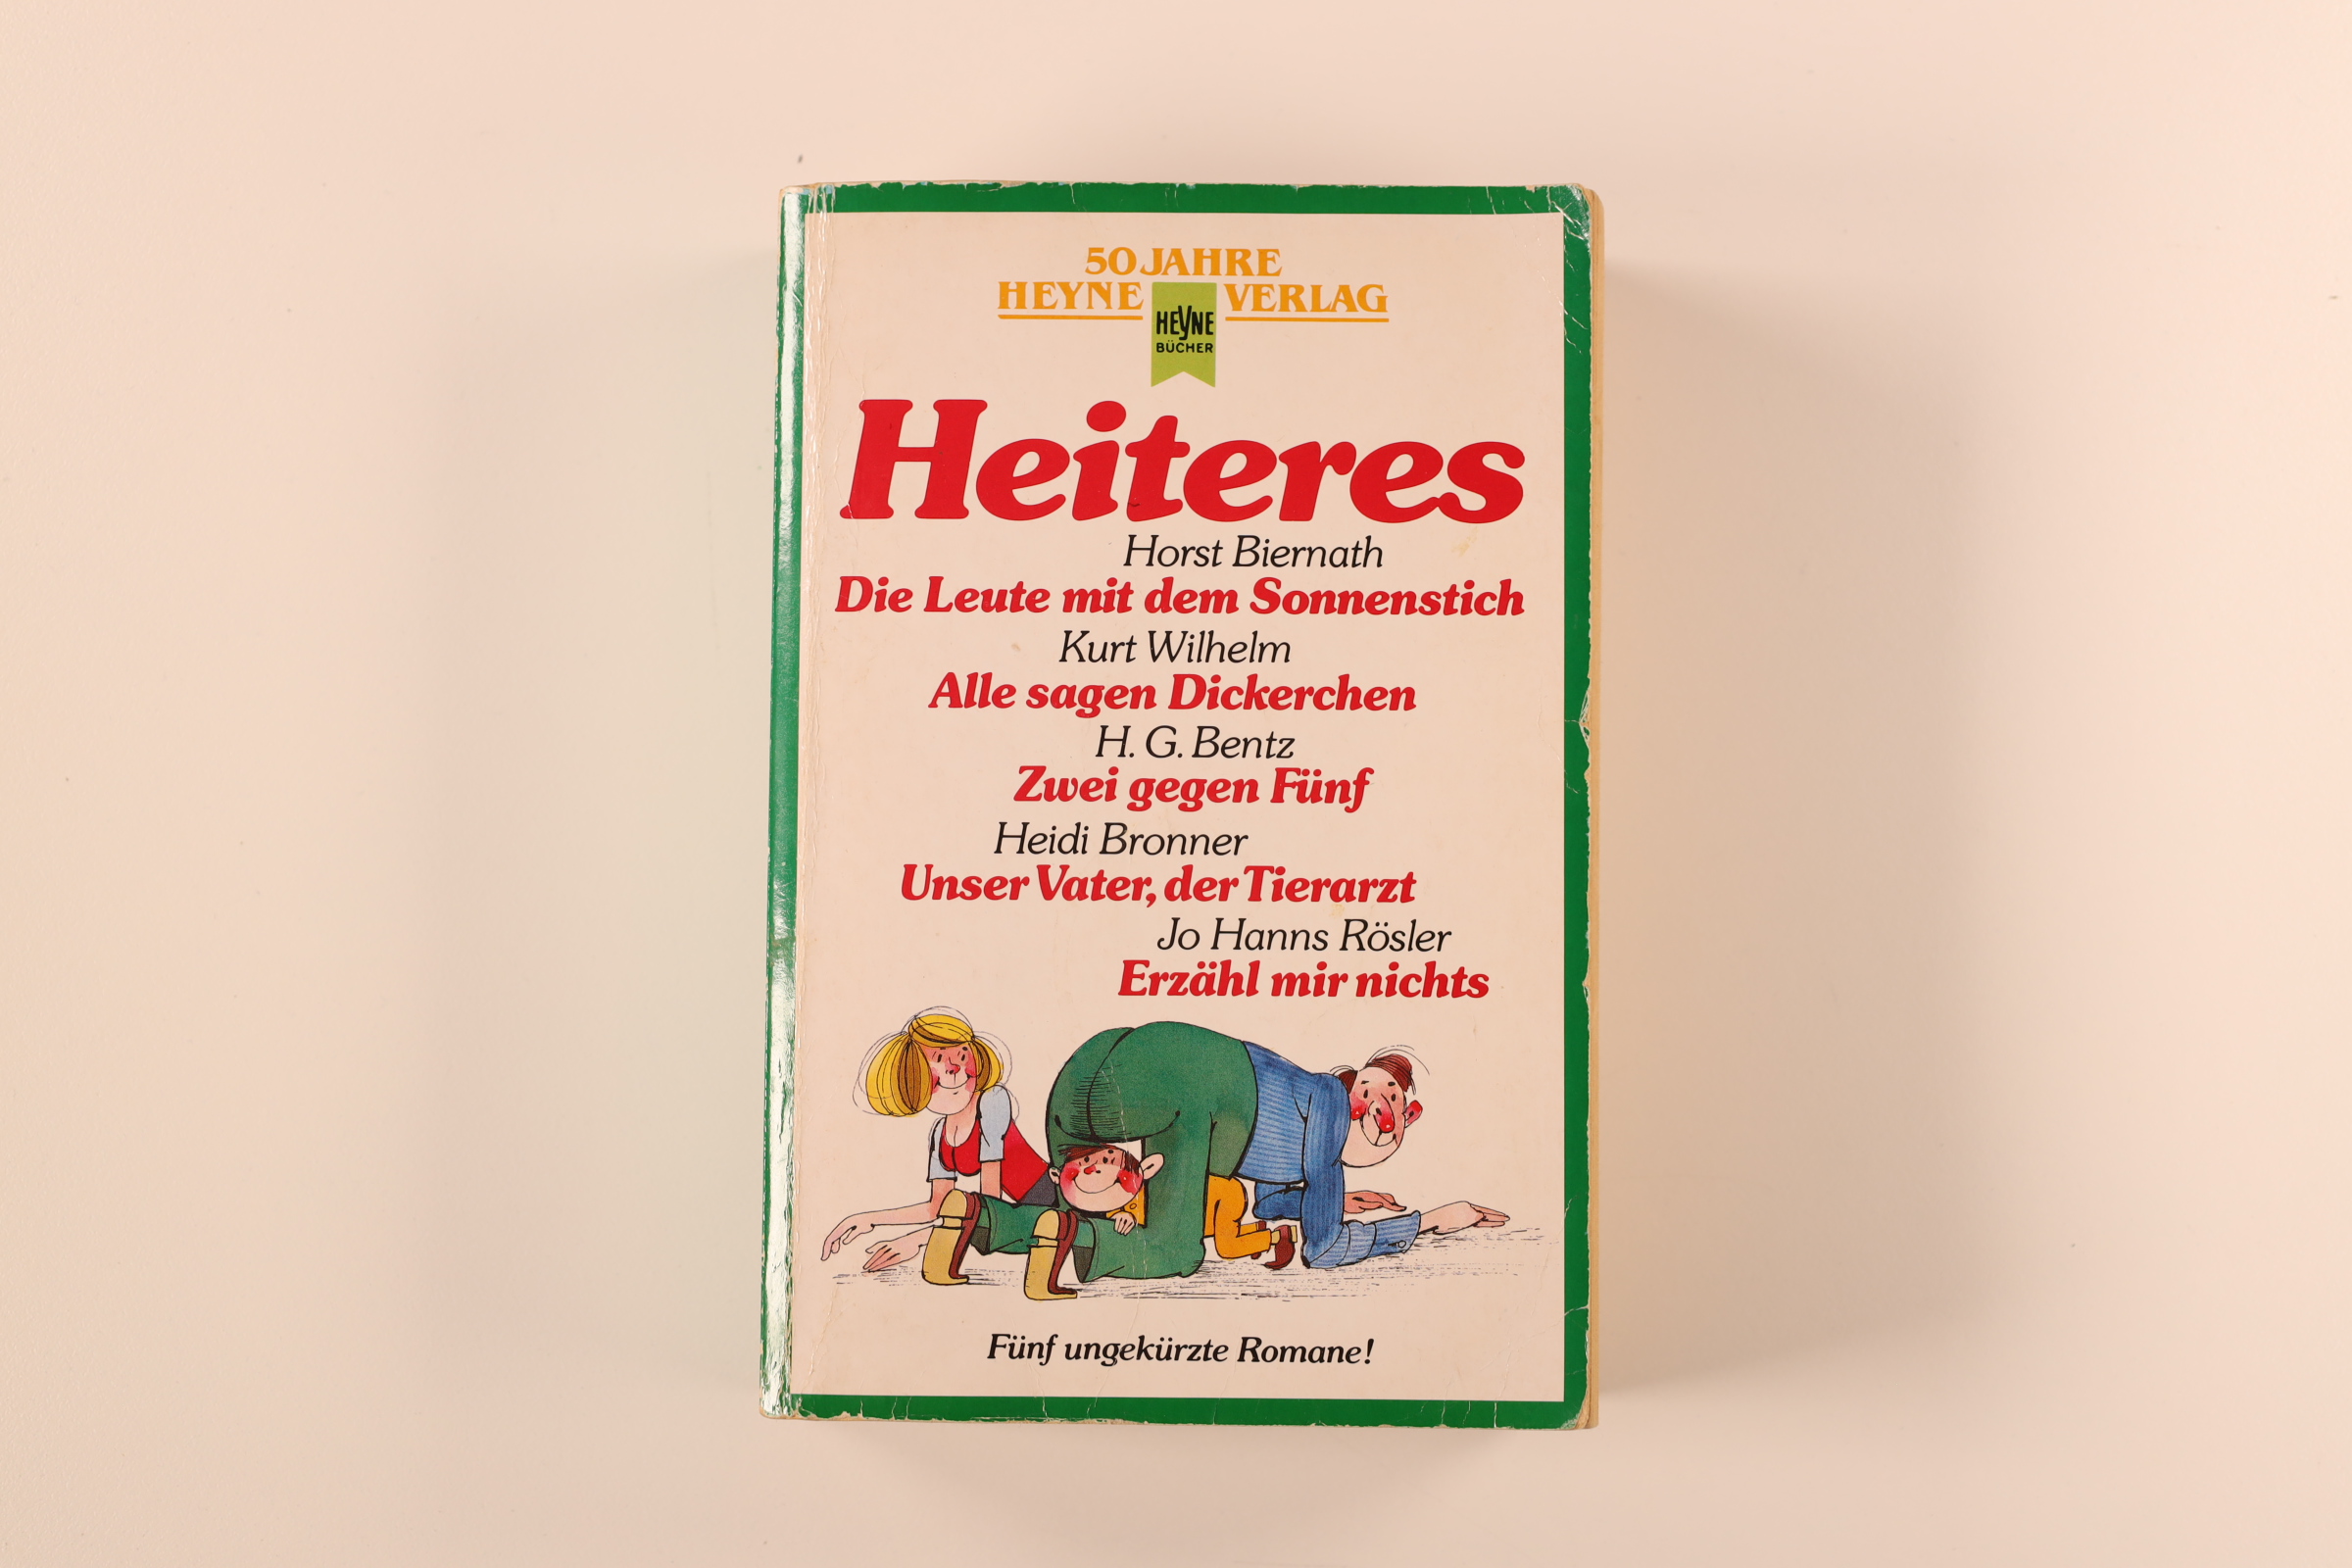 50 JAHRE
HEYNE VERLAG
HEYNE
BÜCHER
Heiteres
Horst Biernath
Die Leute mit dem Sonnenstich
Kurt Wilhelm
Alle sagen Dickerchen
H. G. Bentz
Zwei gegen Fünf
Heidi Bronner
Unser Vater, der Tierarzt
Jo Hanns Rösler
Erzähl mir nichts
Fünf ungekürzte Romane!